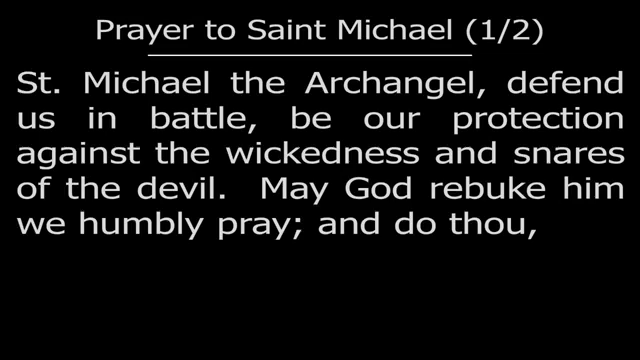 Prayer to Saint Michael (1/2)
St. Michael the Archangel, defend
us in battle, be our protection
against the wickedness and snares
of the devil.  May God rebuke him
we humbly pray; and do thou,